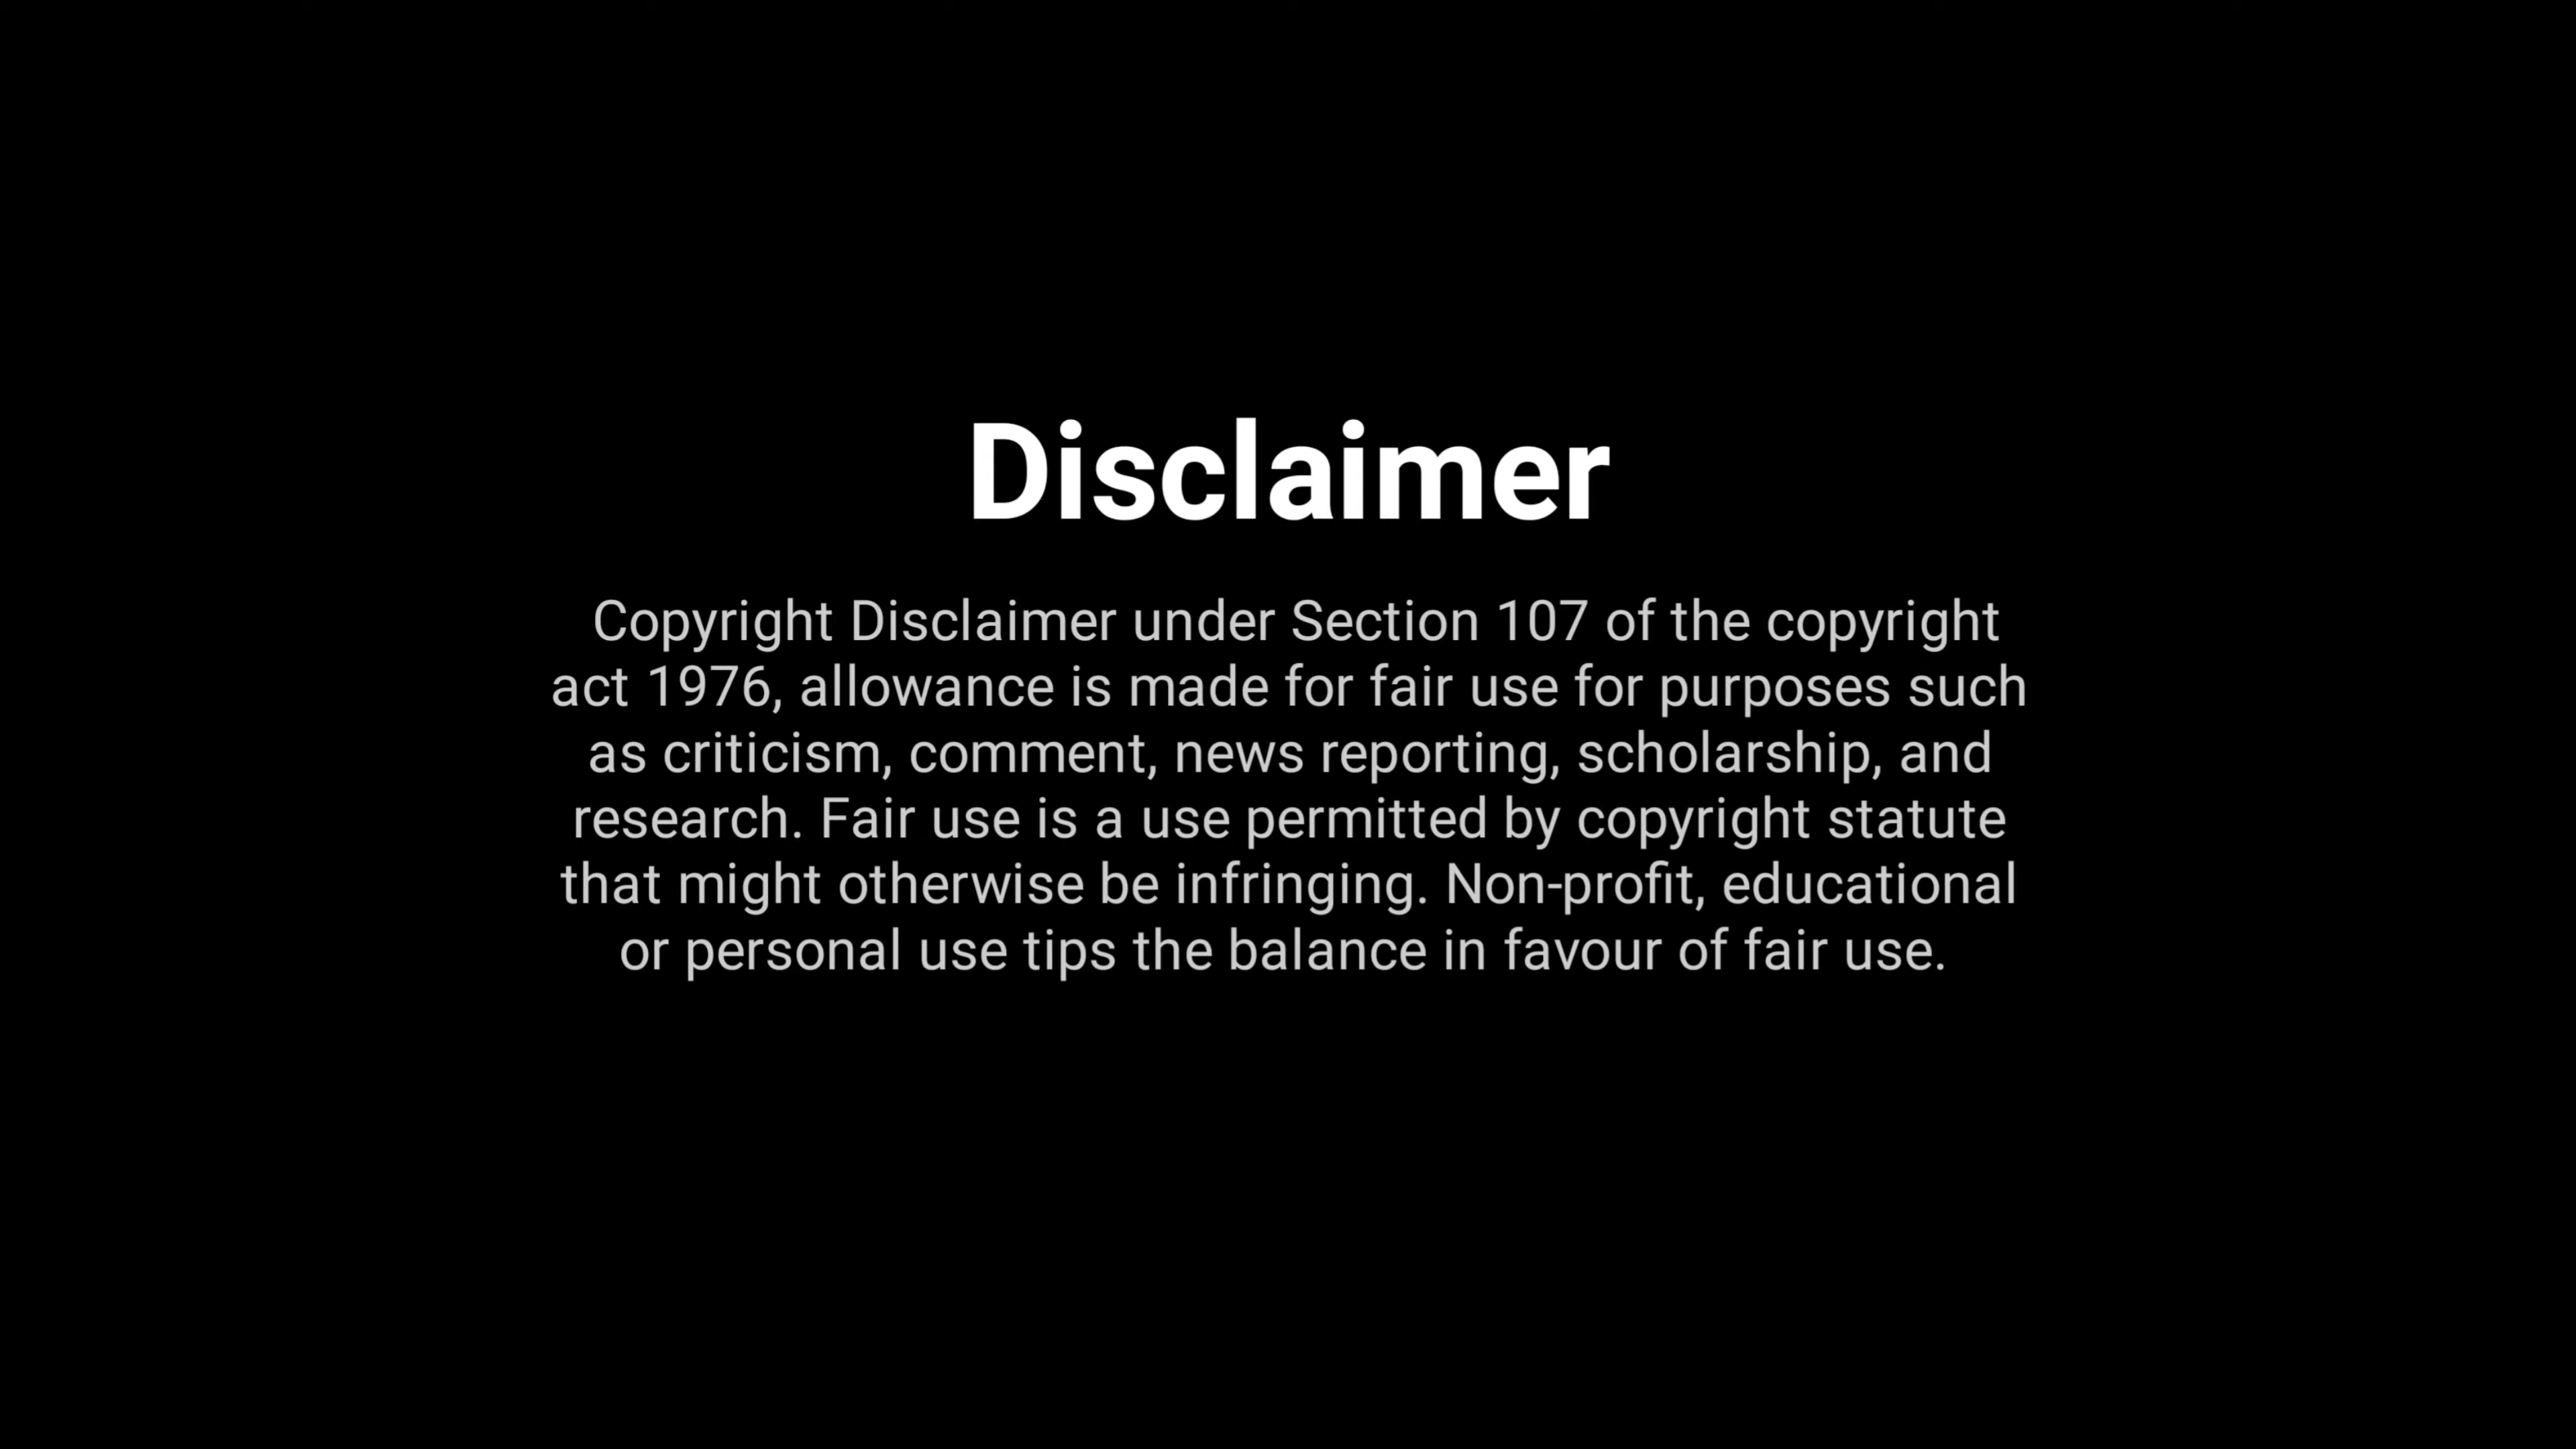 Disclaimer
Copyright Disclaimer under Section 107 of the copyright
act 1976, allowance is made for fair use for purposes such
as criticism, comment, news reporting, scholarship, and
research. Fair use is a use permitted by copyright statute
that might otherwise be infringing. Non-profit, educational
or personal use tips the balance in favour of fair use.